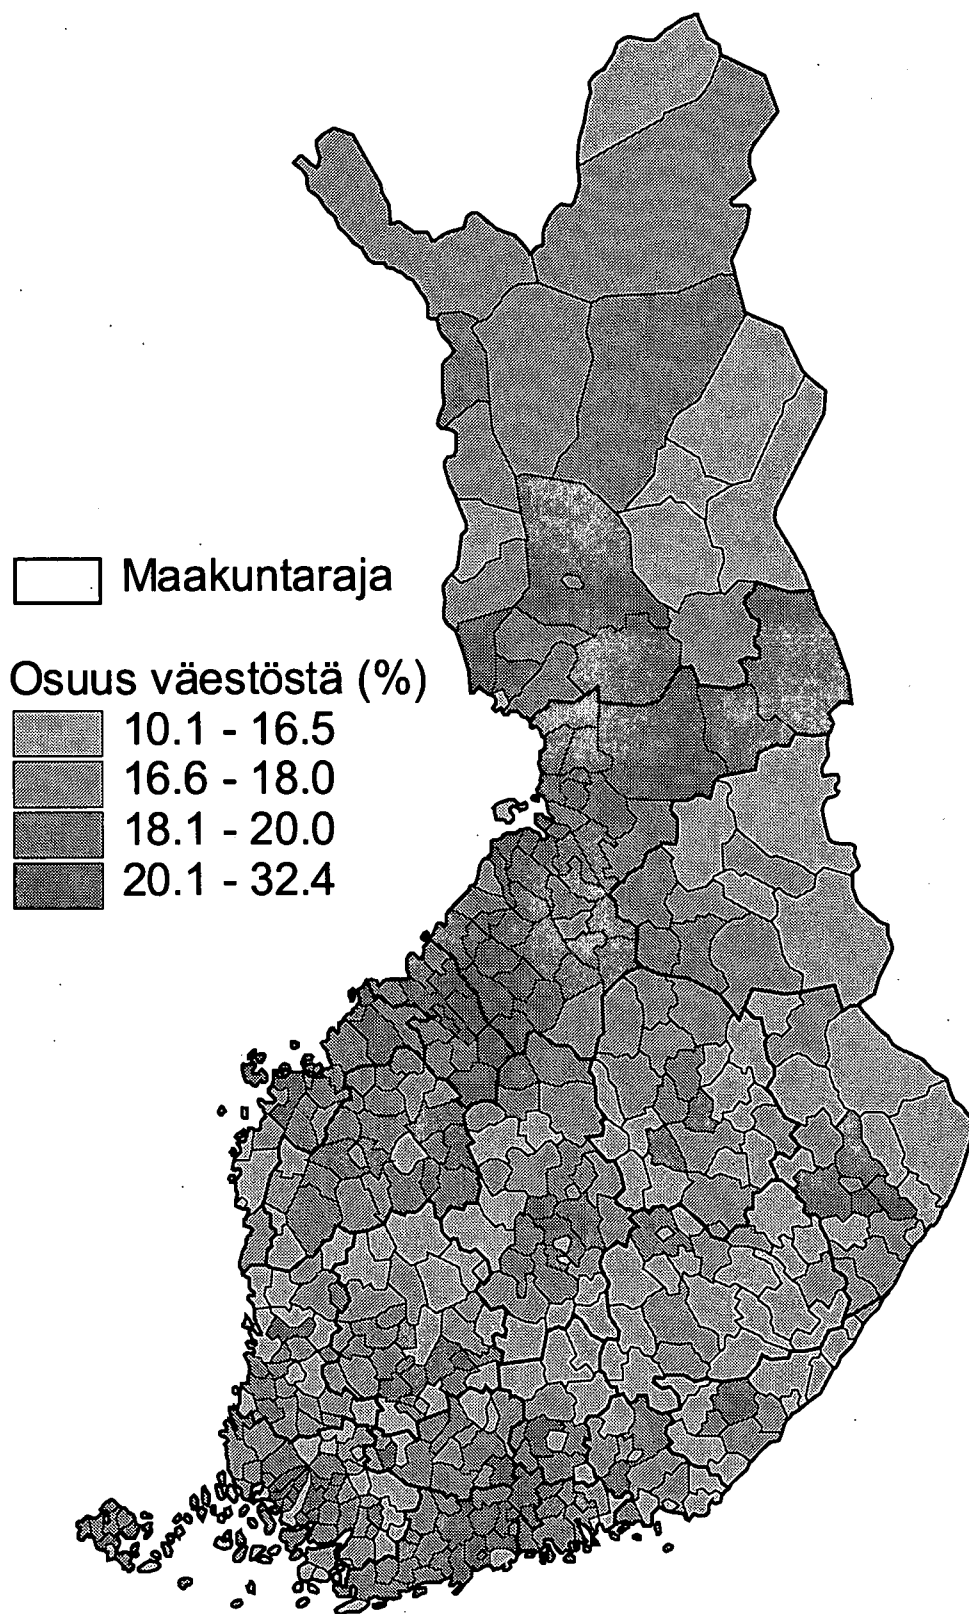 Maakuntaraja
Osuus väestöstä (%)
10.1 - 16.5
16.6 - 18.0
18.1 - 20.0
20.1 - 32.4